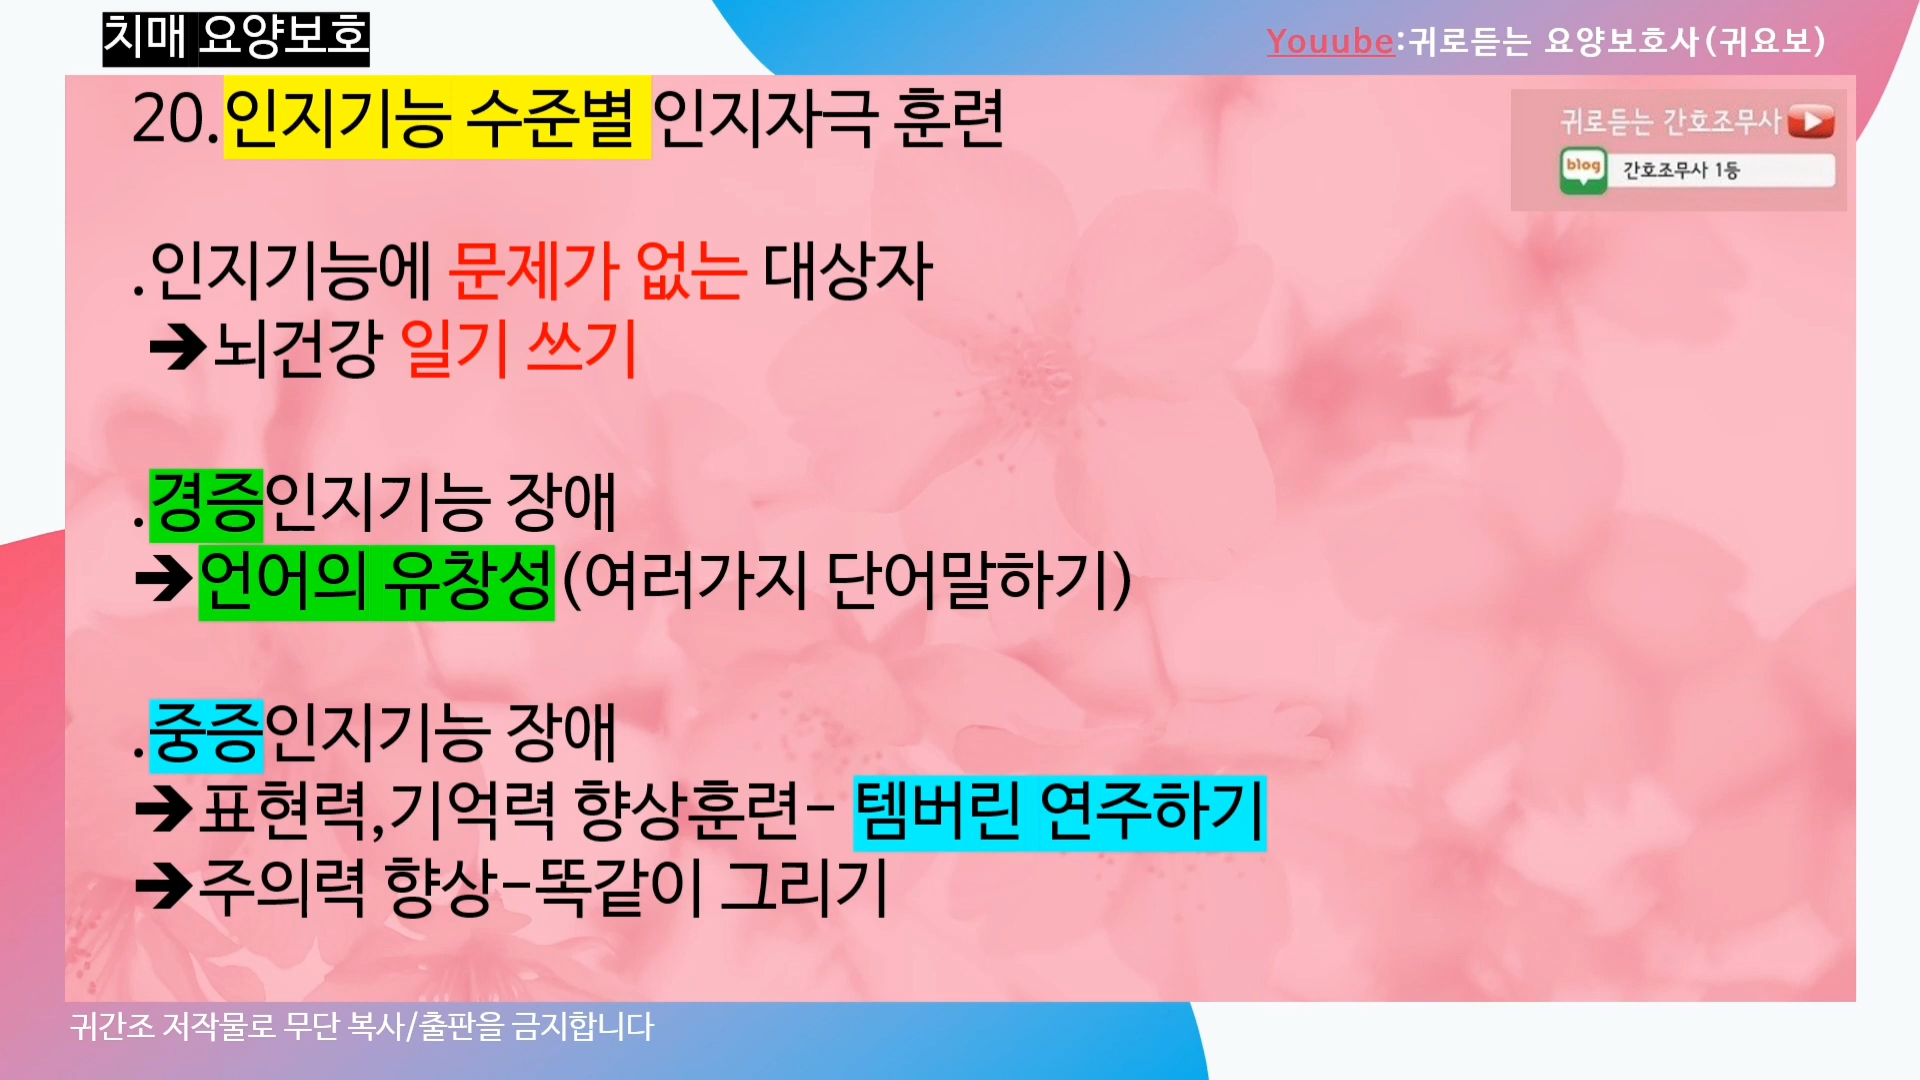 치매 요양보호
Youube:귀로듣는 요양보호사(귀요보)
귀로듣는 간호조무사
blog 간호조무사 1등
20.인지기능 수준별 인지자극 훈련
.인지기능에 문제가 없는 대상자
➔뇌건강 일기 쓰기
.경증인지기능 장애
➔언어의 유창성(여러가지 단어말하기)
.중증인지기능 장애
➔표현력,기억력 향상훈련- 템버린 연주하기
➔주의력 향상-똑같이 그리기
귀간조 저작물로 무단 복사/출판을 금지합니다